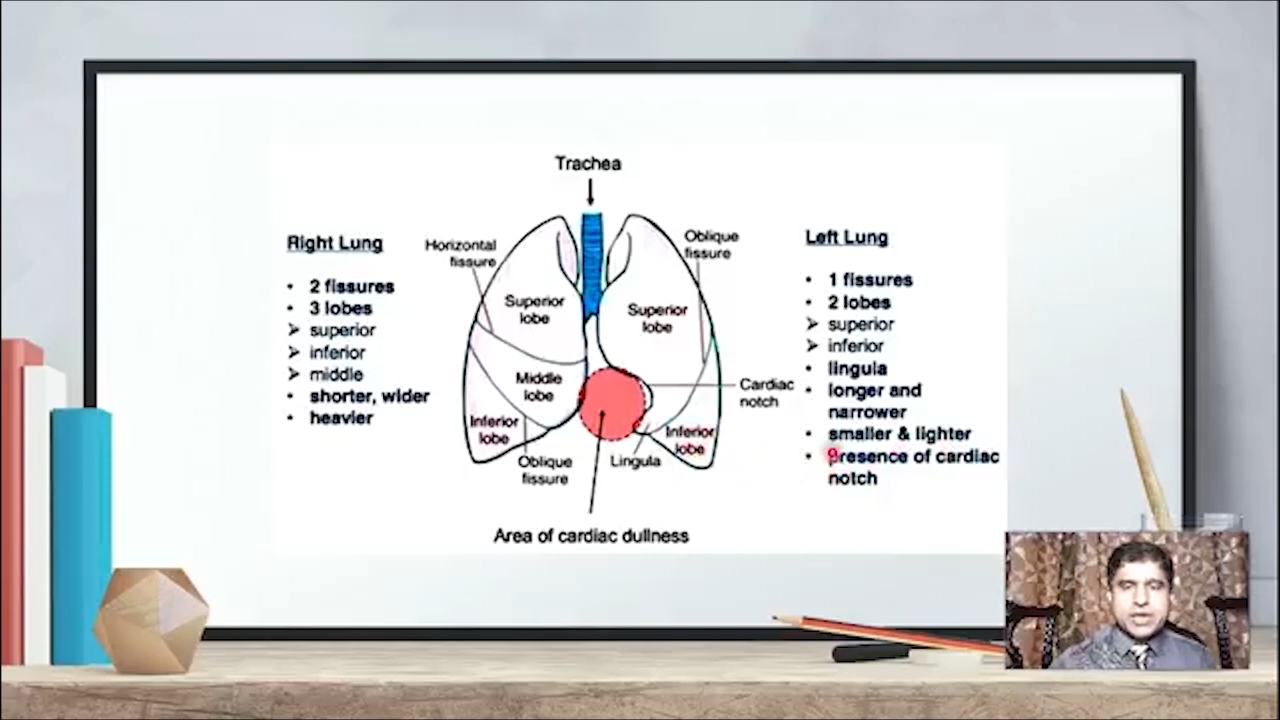 Trachea
Right Lung
• 2 fissures
• 3 lobes
➢ superior
➢ inferior
➢ middle
• shorter, wider
• heavier
Horizontal
fissure
Superior
lobe
Middle
lobe
Inferior
lobe
Oblique
fissure
Oblique
fissure
Superior
lobe
Cardiac
notch
Inferior
lobe
Lingula
Area of cardiac dullness
Left Lung
• 1 fissures
• 2 lobes
➢ superior
➢ inferior
• lingula
• longer and
narrower
• smaller & lighter
• presence of cardiac
notch